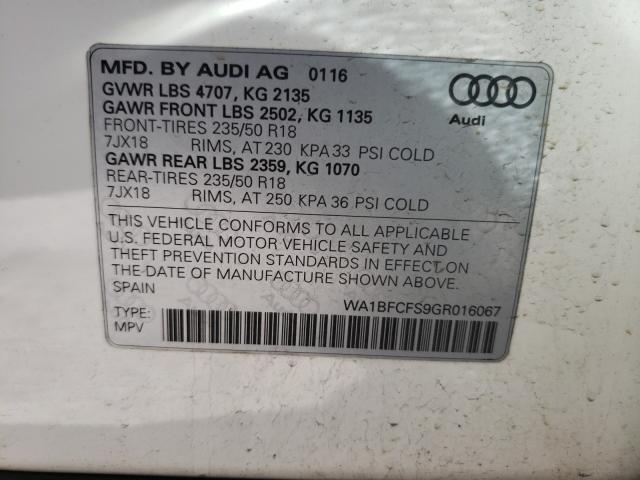 MFD. BY AUDI AG 0116
GVWR LBS 4707, KG 2135
GAWR FRONT LBS 2502, KG 1135
FRONT-TIRES 235/50 R18
7JX18 RIMS, AT 230 KPA 33 PSI COLD
GAWR REAR LBS 2359, KG 1070
REAR-TIRES 235/50 R18
7JX18 RIMS, AT 250 KPA 36 PSI COLD
Audi
THIS VEHICLE CONFORMS TO ALL APPLICABLE
U.S. FEDERAL MOTOR VEHICLE SAFETY AND
THEFT PREVENTION STANDARDS IN EFFECT ON
THE DATE OF MANUFACTURE SHOWN ABOVE.
SPAIN
WA1BFCFS9GR016067
TYPE:
MPV